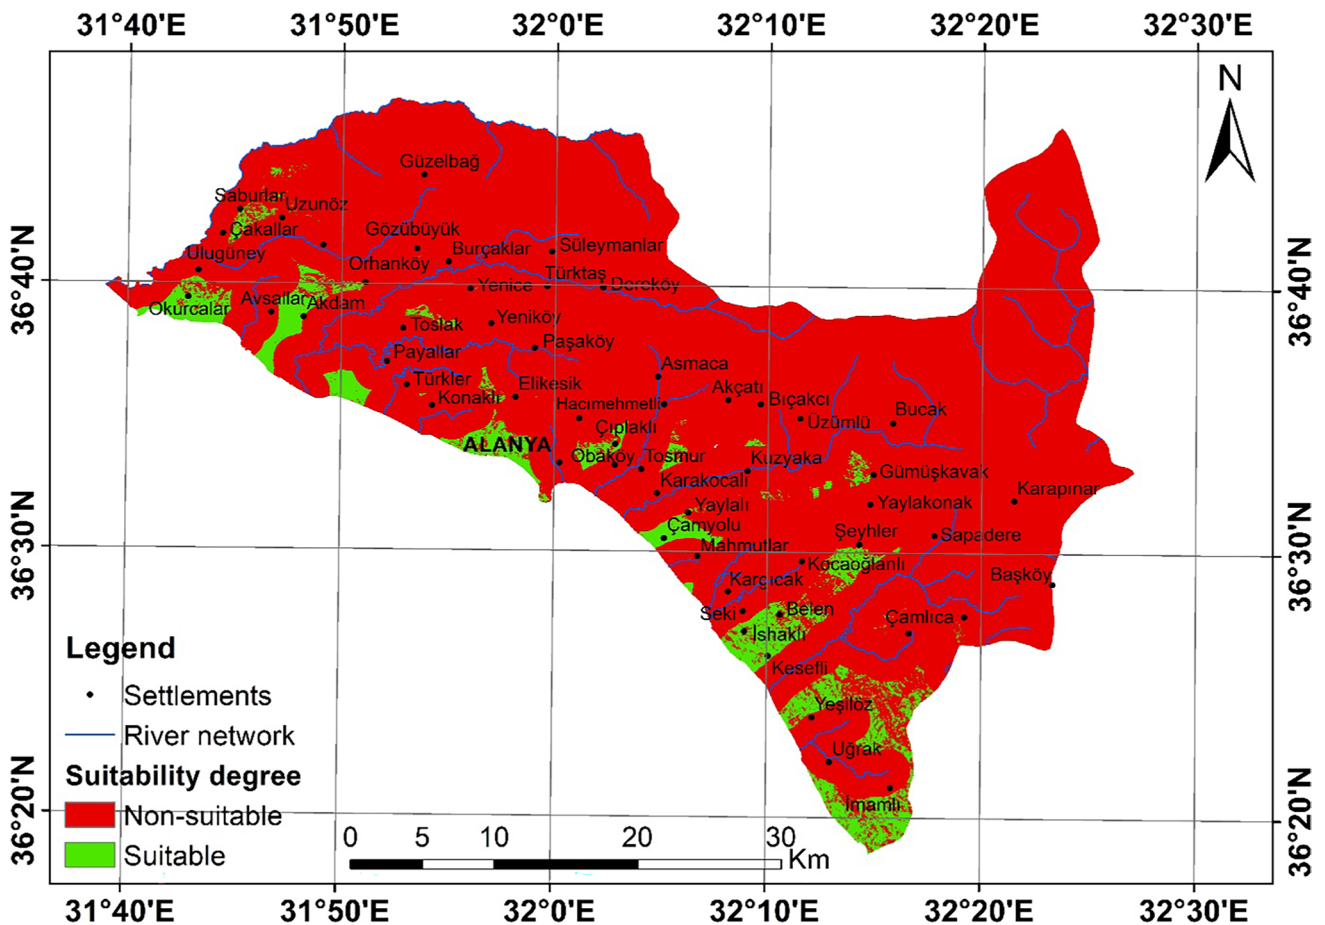 31°40'E 31°50'E 32°0'E 32°10'E 32°20'E 32°30'E
N
36°40'N
36°30'N
36°20'N
36°40'N
36°30'N
36°20'N
Güzelbağ
Saburlar
Uzunöz
Çakallar
Gözübüyük
Burçaklar
Süleymanlar
Ulugüney
Orhanköy
Türktaş
Yenice
Dereköy
Okurcalar
Avsallar
Akdam
Toslak
Yeniköy
Payallar
Paşaköy
Asmaca
Türkler
Elikesik
Akçatı
Konaklı
Hacımehmetli
Bıçakcı
Üzümlü
Bucak
Çıplaklı
ALANYA
Obaköy
Tosmur
Kuzyaka
Gümüşkavak
Karakocalı
Karapınar
Yaylalı
Yaylakonak
Çamyolu
Şeyhler
Sapadere
Mahmutlar
Kocaoğlanlı
Kargıcak
Başköy
Seki
Belen
Çamlıca
İshaklı
Kesefli
Yeşilöz
Uğrak
İmamlı
Legend
Settlements
River network
Suitability degree
Non-suitable
Suitable
0 5 10 20 30
Km
31°40'E 31°50'E 32°0'E 32°10'E 32°20'E 32°30'E